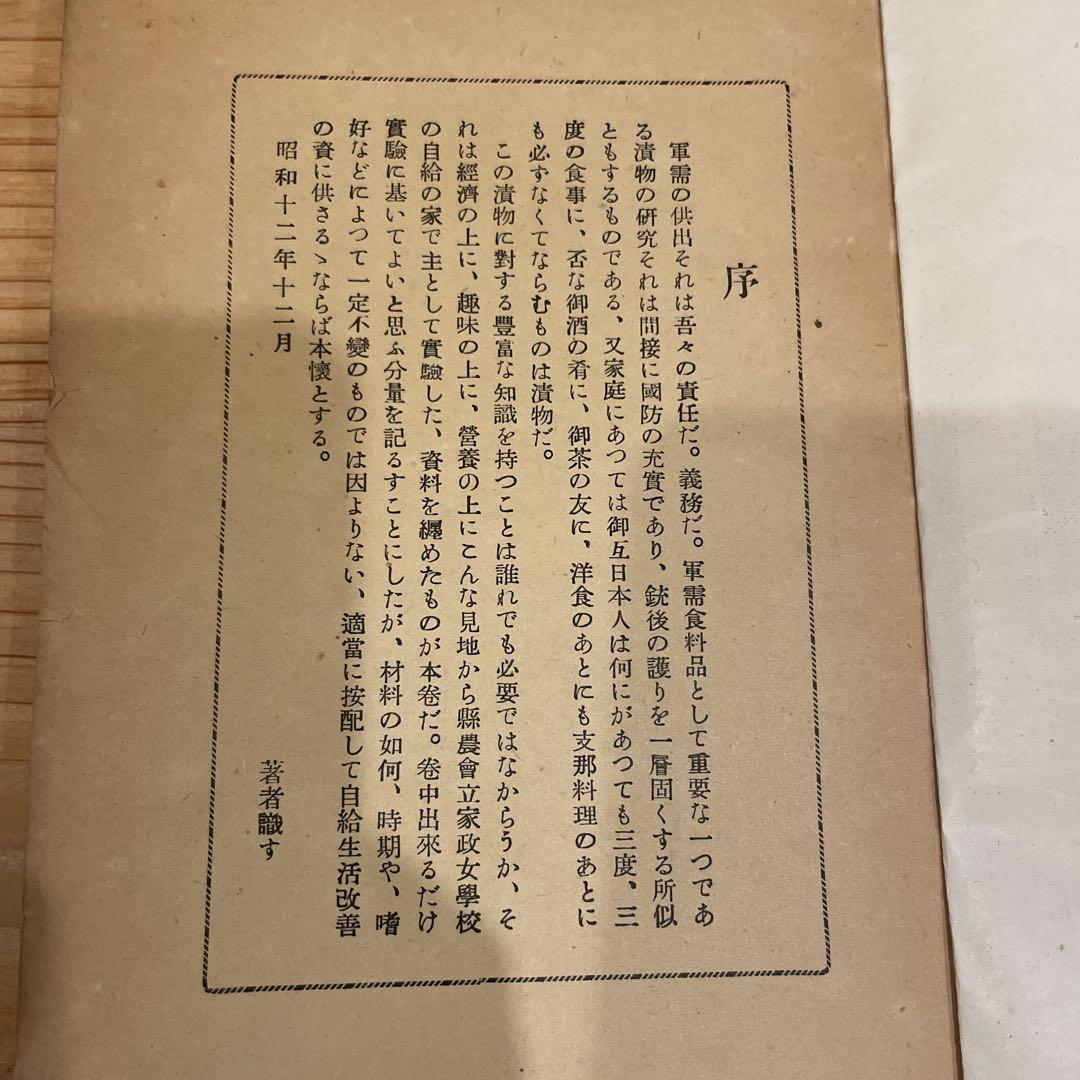 序
軍需の供出それは吾々の責任だ。義務だ。軍需食料品として重要な一つであ
る漬物の研究それは間接に國防の充實であり、銃後の護りを一層固くする所似
ともするものである、又家庭にあつては御互日本人は何にがあつても三度、三
度の食事に、否な御酒の肴に、御茶の友に、洋食のあとにも支那料理のあとに
も必ずなくてならむものは漬物だ。
この漬物に對する豐富な知識を持つことは誰れでも必要ではなからうか、そ
れは經濟の上に、趣味の上に、營養の上にこんな見地から縣農會立家政女學校
の自給の家で主として實驗した、資料を纒めたものが本卷だ。卷中出來るだけ
實驗に基いてよいと思ふ分量を記るすことにしたが、材料の如何、時期や、嗜
好などによつて一定不變のものでは因よりない、適當に按配して自給生活改善
の資に供さるゝならば本懷とする。
昭和十二年十二月
著者識す